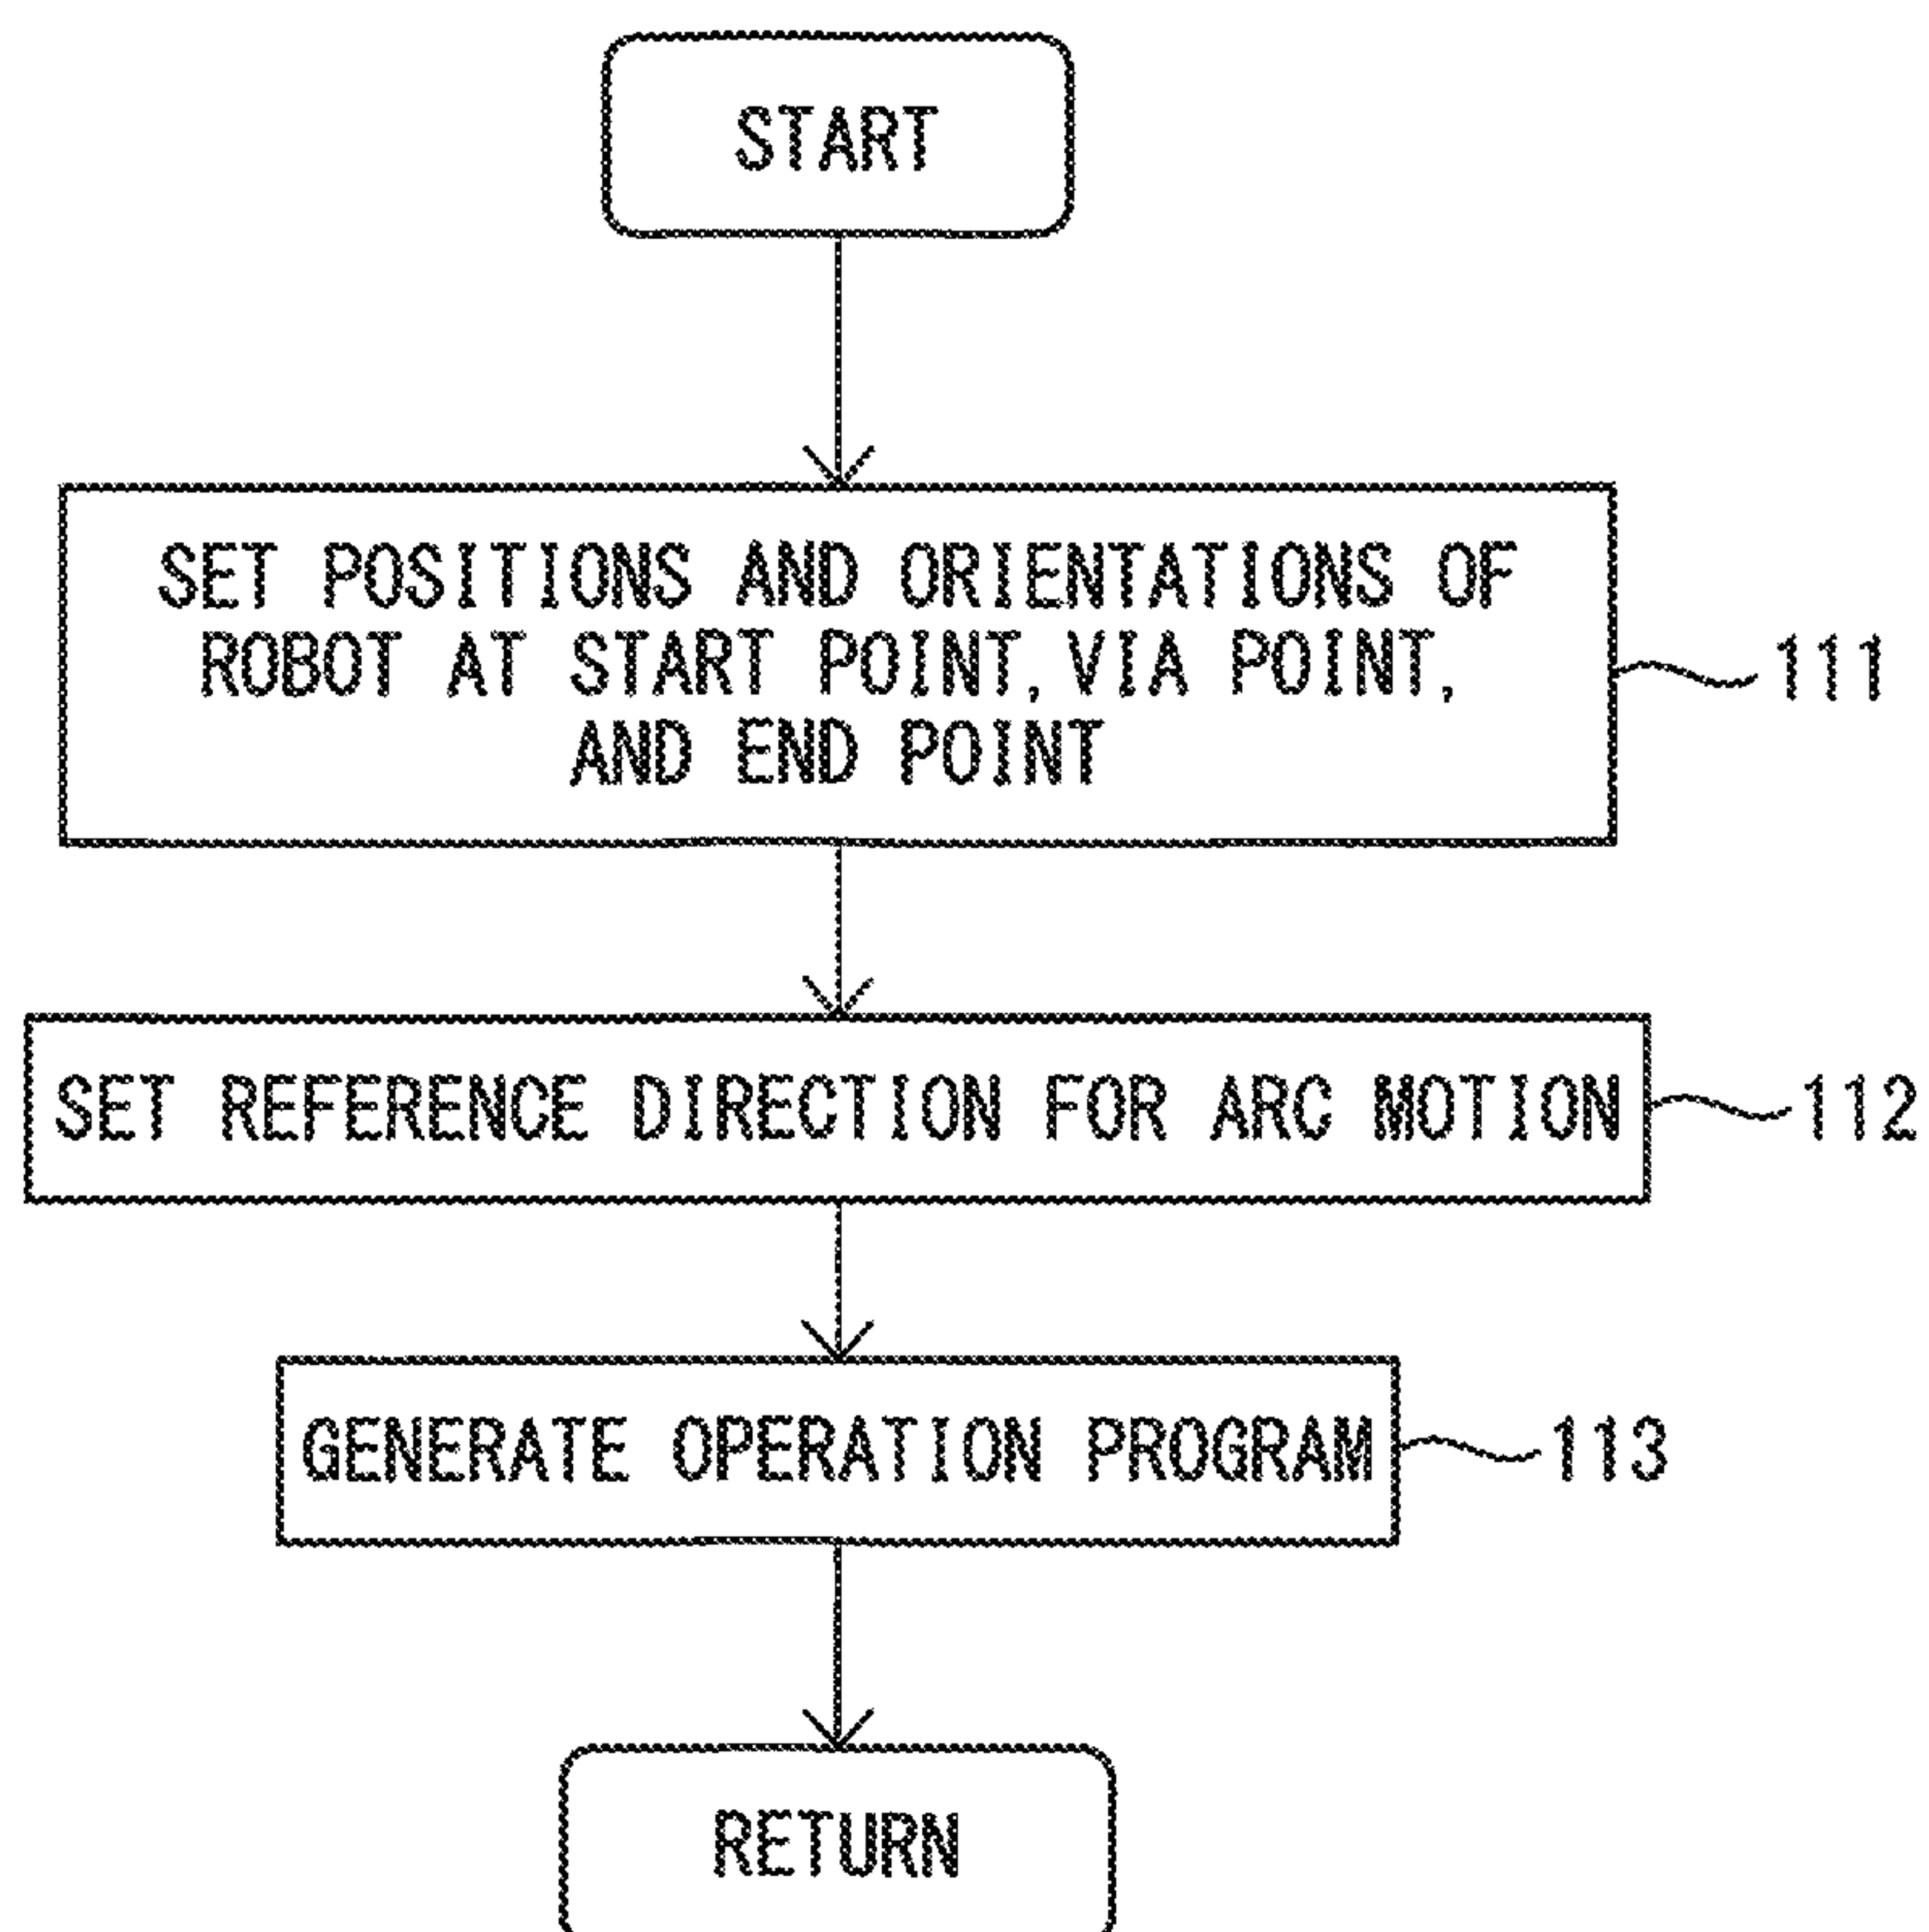 START
SET POSITIONS AND ORIENTATIONS OF
ROBOT AT START POINT, VIA POINT,
AND END POINT
111
SET REFERENCE DIRECTION FOR ARC MOTION
112
GENERATE OPERATION PROGRAM
113
RETURN